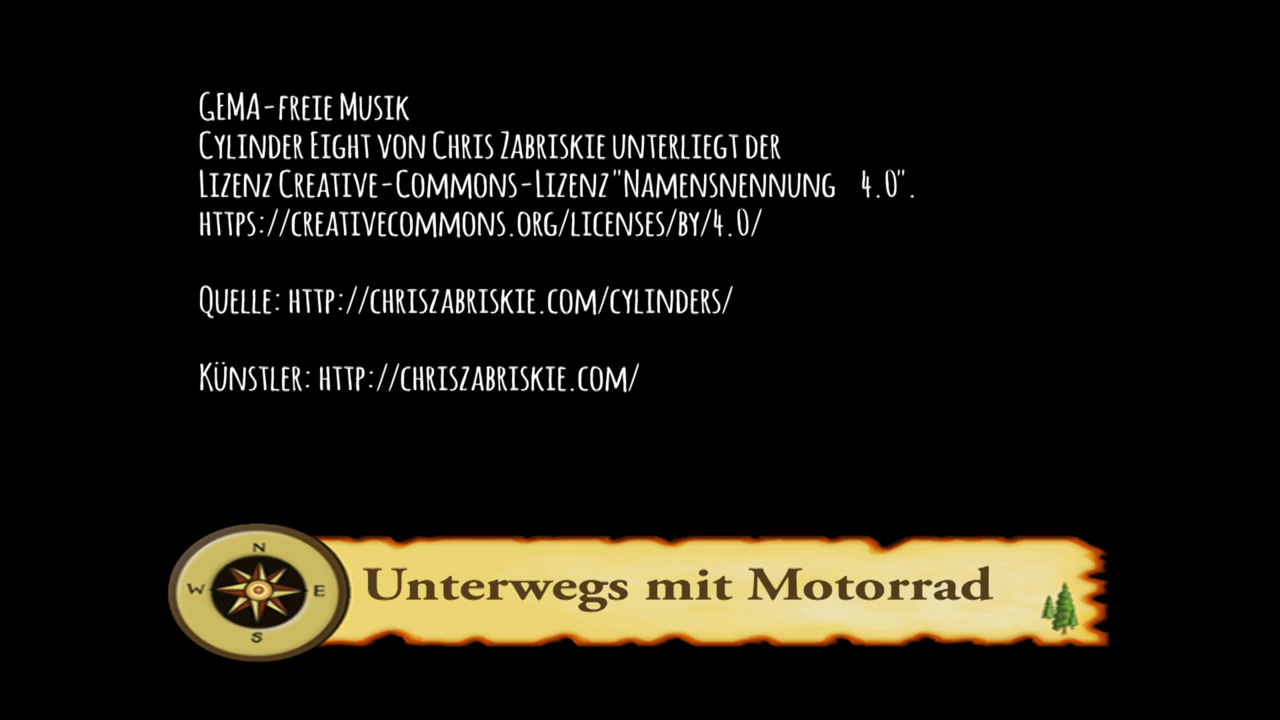 GEMA-freie Musik
Cylinder Eight von Chris Zabriskie unterliegt der
Lizenz Creative-Commons-Lizenz "Namensnennung 4.0".
https://creativecommons.org/licenses/by/4.0/
Quelle: http://chriszabriskie.com/cylinders/
Künstler: http://chriszabriskie.com/
N
W E
S
Unterwegs mit Motorrad